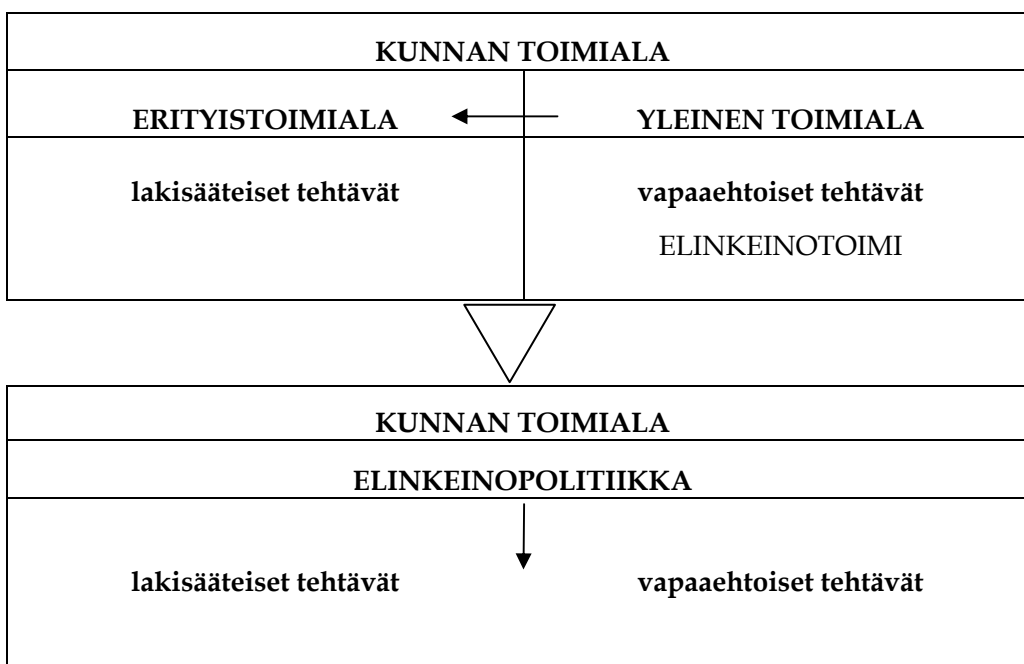 KUNNAN TOIMIALA
ERITYISTOIMIALA
YLEINEN TOIMIALA
lakisääteiset tehtävät
vapaaehtoiset tehtävät
ELINKEINOTOIMI
KUNNAN TOIMIALA
ELINKEINOPOLITIIKKA
lakisääteiset tehtävät
vapaaehtoiset tehtävät